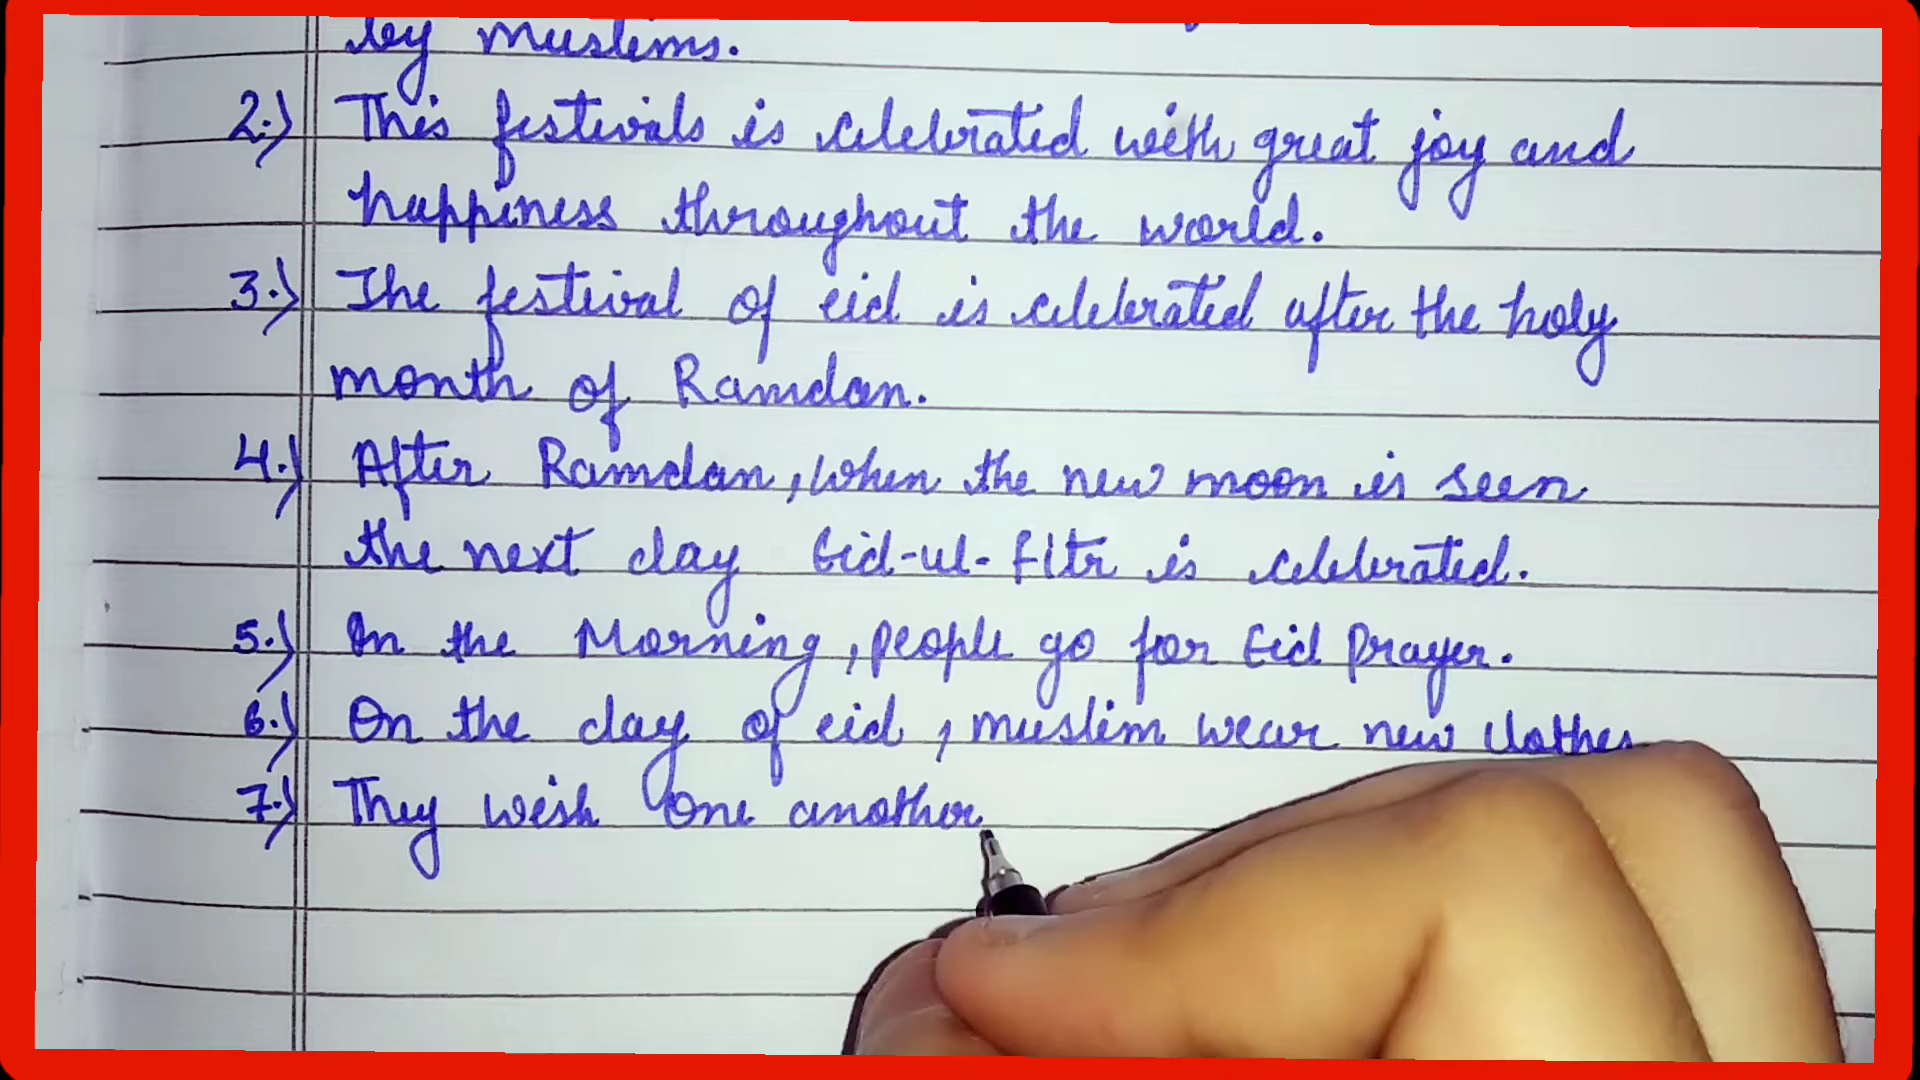 by muslims.
2.) This festivals is celebrated with great joy and
happiness throughout the world.
3.) The festival of eid is celebrated after the holy
month of Ramdan.
4.) After Ramdan, when the new moon is seen
the next day Eid-ul-Fitr is celebrated.
5.) In the Morning, people go for Eid Prayer.
6.) On the day of eid, muslim wear new clothes
7.) They wish one another